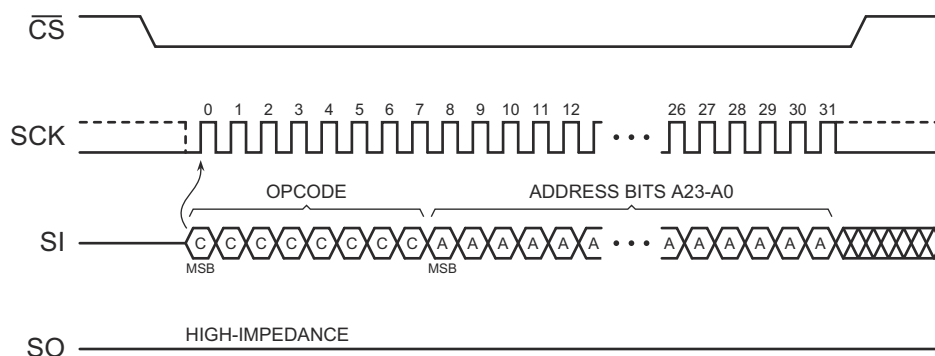 CS
0 1 2 3 4 5 6 7 8 9 10 11 12 26 27 28 29 30 31
SCK
OPCODE ADDRESS BITS A23-A0
SI C C C C C C C C A A A A A A A A A A A A
MSB MSB
HIGH-IMPEDANCE
SO